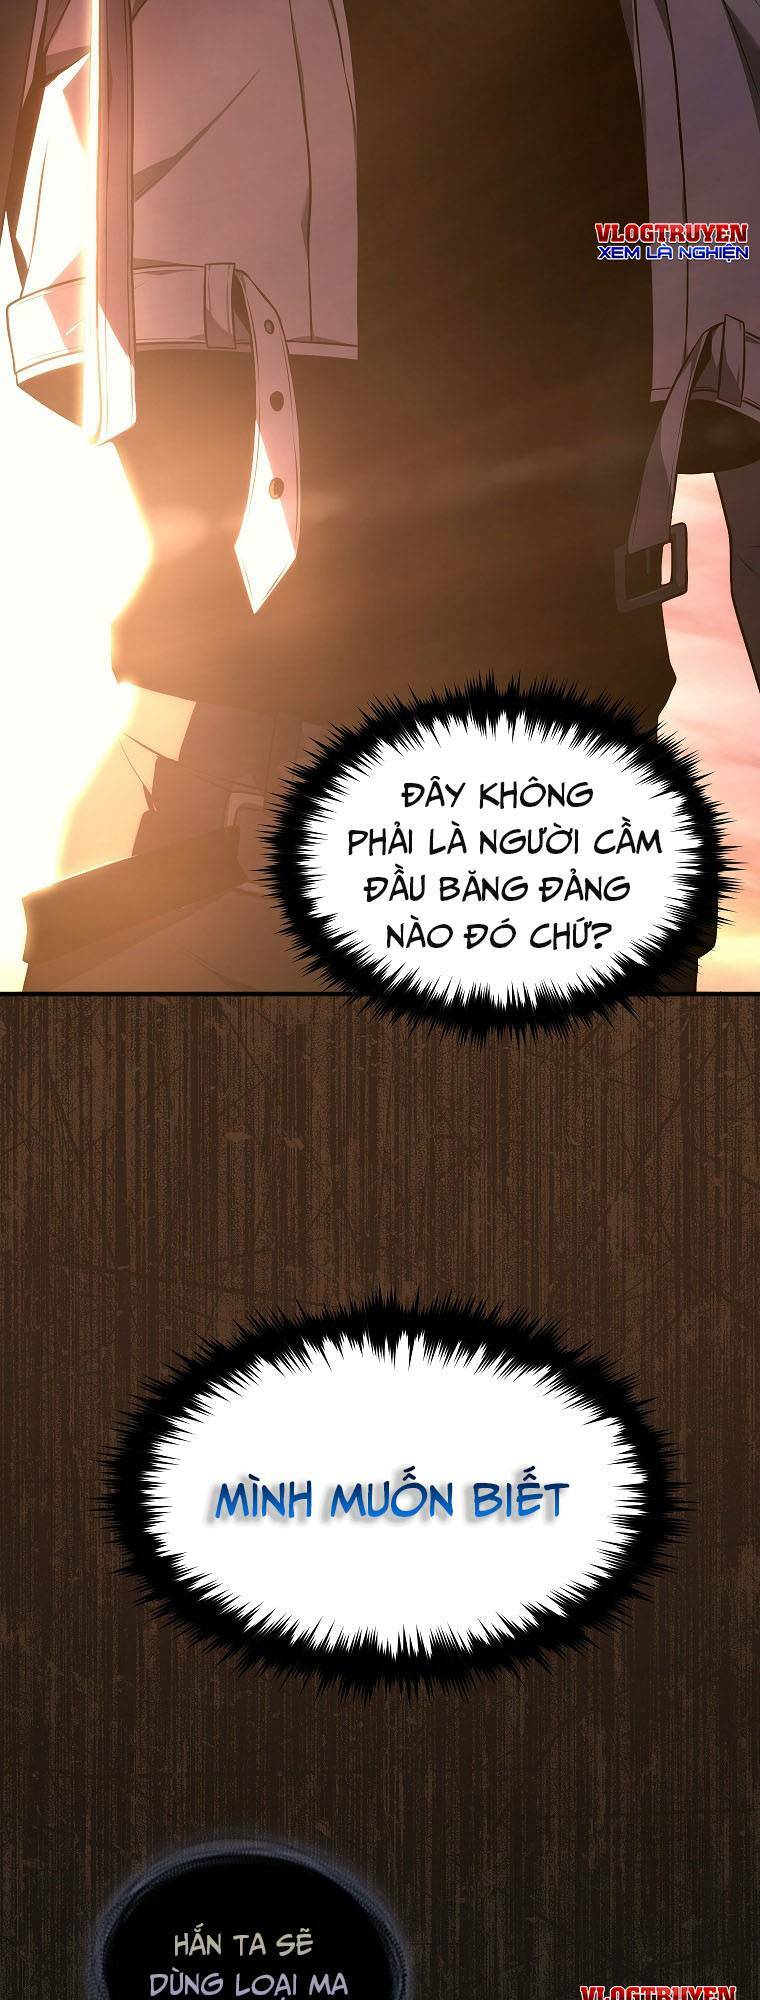 VLOGTRUYEN
XEM LÀ NGHIỆN
ĐÂY KHÔNG
PHẢI LÀ NGƯỜI CẦM
ĐẦU BĂNG ĐẢNG
NÀO ĐÓ CHỨ?
MÌNH MUỐN BIẾT
HẮN TA SẼ
DÙNG LOẠI MA
VLOGTRUYEN